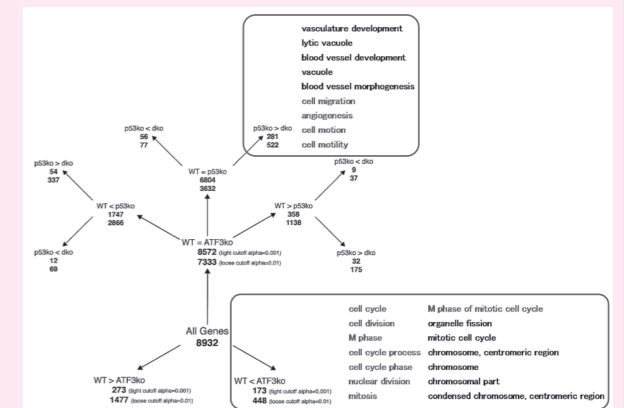 vasculature development
lytic vacuole
blood vessel development
vacuole
blood vessel morphogenesis
cell migration
angiogenesis
cell motion
cell motility
p53ko < dko
56
77
p53ko > dko
281
522
p53ko > dko
54
337
WT = p53ko
6804
3632
p53ko < dko
9
37
WT < p53ko
1747
2866
WT > p53ko
358
1138
p53ko < dko
12
69
WT = ATF3ko
8572 (tight cutoff alpha=0.001)
7333 (loose cutoff alpha=0.01)
p53ko > dko
32
175
All Genes
8932
WT > ATF3ko
273 (tight cutoff alpha=0.001)
1477 (loose cutoff alpha=0.01)
WT < ATF3ko
173 (tight cutoff alpha=0.001)
448 (loose cutoff alpha=0.01)
cell cycle M phase of mitotic cell cycle
cell division organelle fission
M phase mitotic cell cycle
cell cycle process chromosome, centromeric region
cell cycle phase chromosome
nuclear division chromosomal part
mitosis condensed chromosome, centromeric region